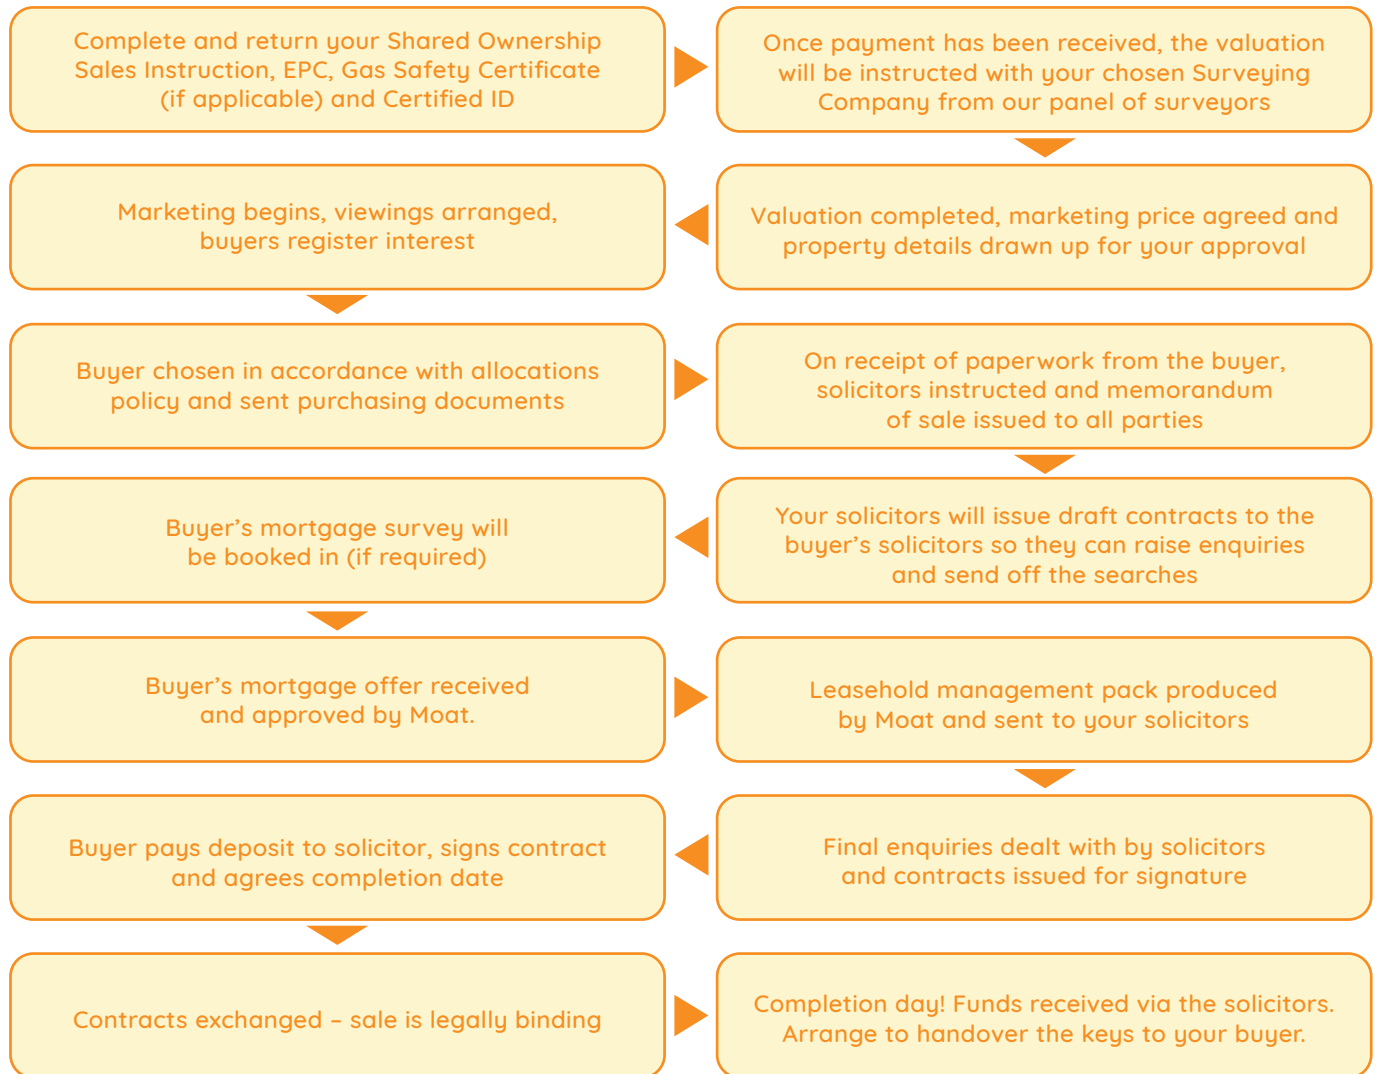 Complete and return your Shared Ownership
Sales Instruction, EPC, Gas Safety Certificate
(if applicable) and Certified ID
Once payment has been received, the valuation
will be instructed with your chosen Surveying
Company from our panel of surveyors
Valuation completed, marketing price agreed and
property details drawn up for your approval
Marketing begins, viewings arranged,
buyers register interest
Buyer chosen in accordance with allocations
policy and sent purchasing documents
On receipt of paperwork from the buyer,
solicitors instructed and memorandum
of sale issued to all parties
Your solicitors will issue draft contracts to the
buyer’s solicitors so they can raise enquiries
and send off the searches
Buyer’s mortgage survey will
be booked in (if required)
Buyer’s mortgage offer received
and approved by Moat.
Leasehold management pack produced
by Moat and sent to your solicitors
Final enquiries dealt with by solicitors
and contracts issued for signature
Buyer pays deposit to solicitor, signs contract
and agrees completion date
Contracts exchanged – sale is legally binding
Completion day! Funds received via the solicitors.
Arrange to handover the keys to your buyer.